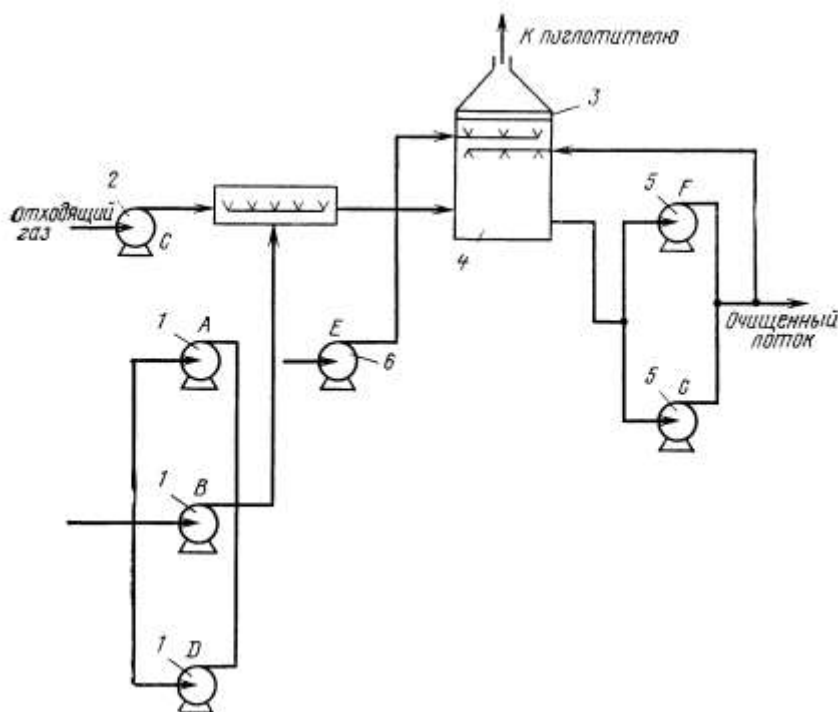 К поглотителю
3
2
отходящий
газ
C
4
5
F
Очищенный
поток
5
G
1
A
E
6
1
B
1
D